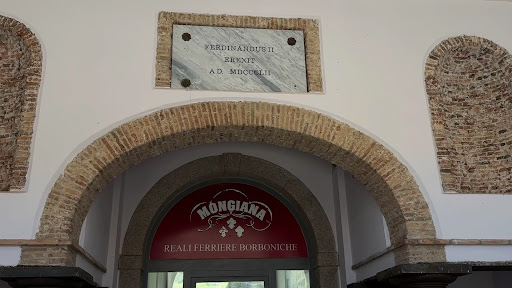 FERDINANDUS II
EREXIT
A.D. MDCCCLII
MONGIANA
REALI FERRIERE BORBONICHE